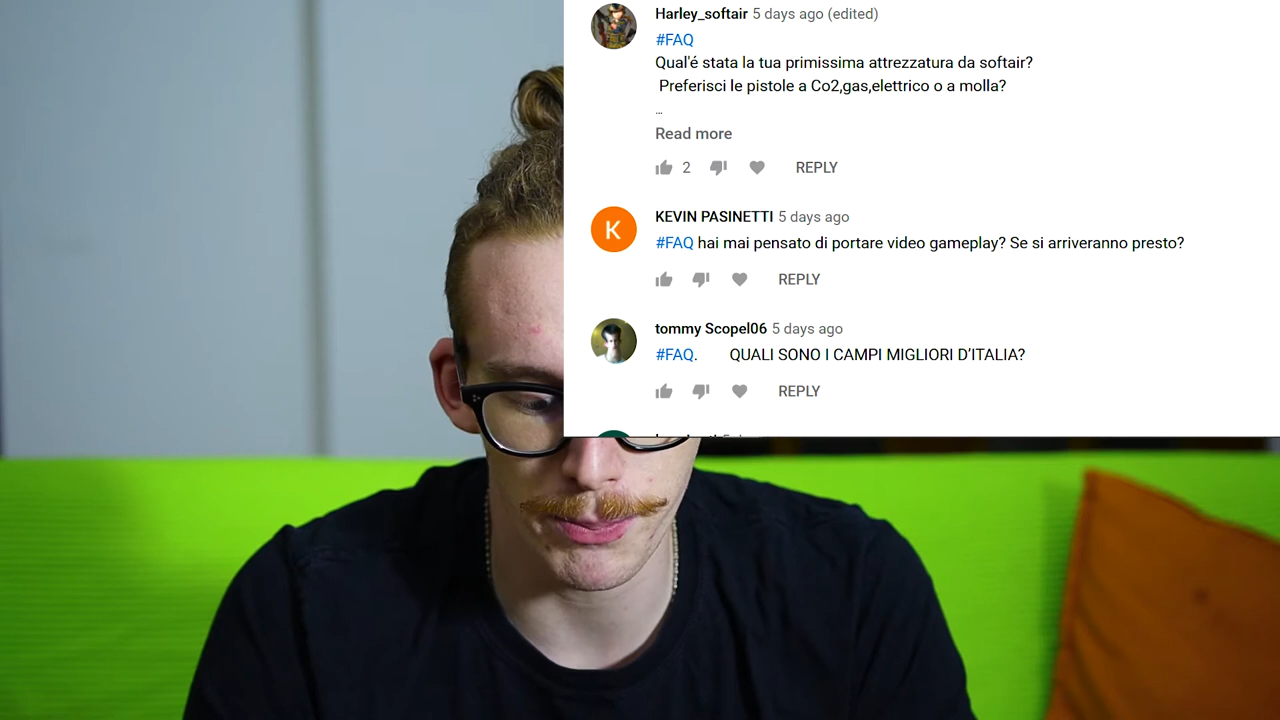 Harley_softair 5 days ago (edited)
#FAQ
Qual'é stata la tua primissima attrezzatura da softair?
Preferisci le pistole a Co2,gas,elettrico o a molla?
...
Read more
2 REPLY
K
KEVIN PASINETTI 5 days ago
#FAQ hai mai pensato di portare video gameplay? Se si arriveranno presto?
REPLY
tommy Scopel06 5 days ago
#FAQ. QUALI SONO I CAMPI MIGLIORI D'ITALIA?
REPLY